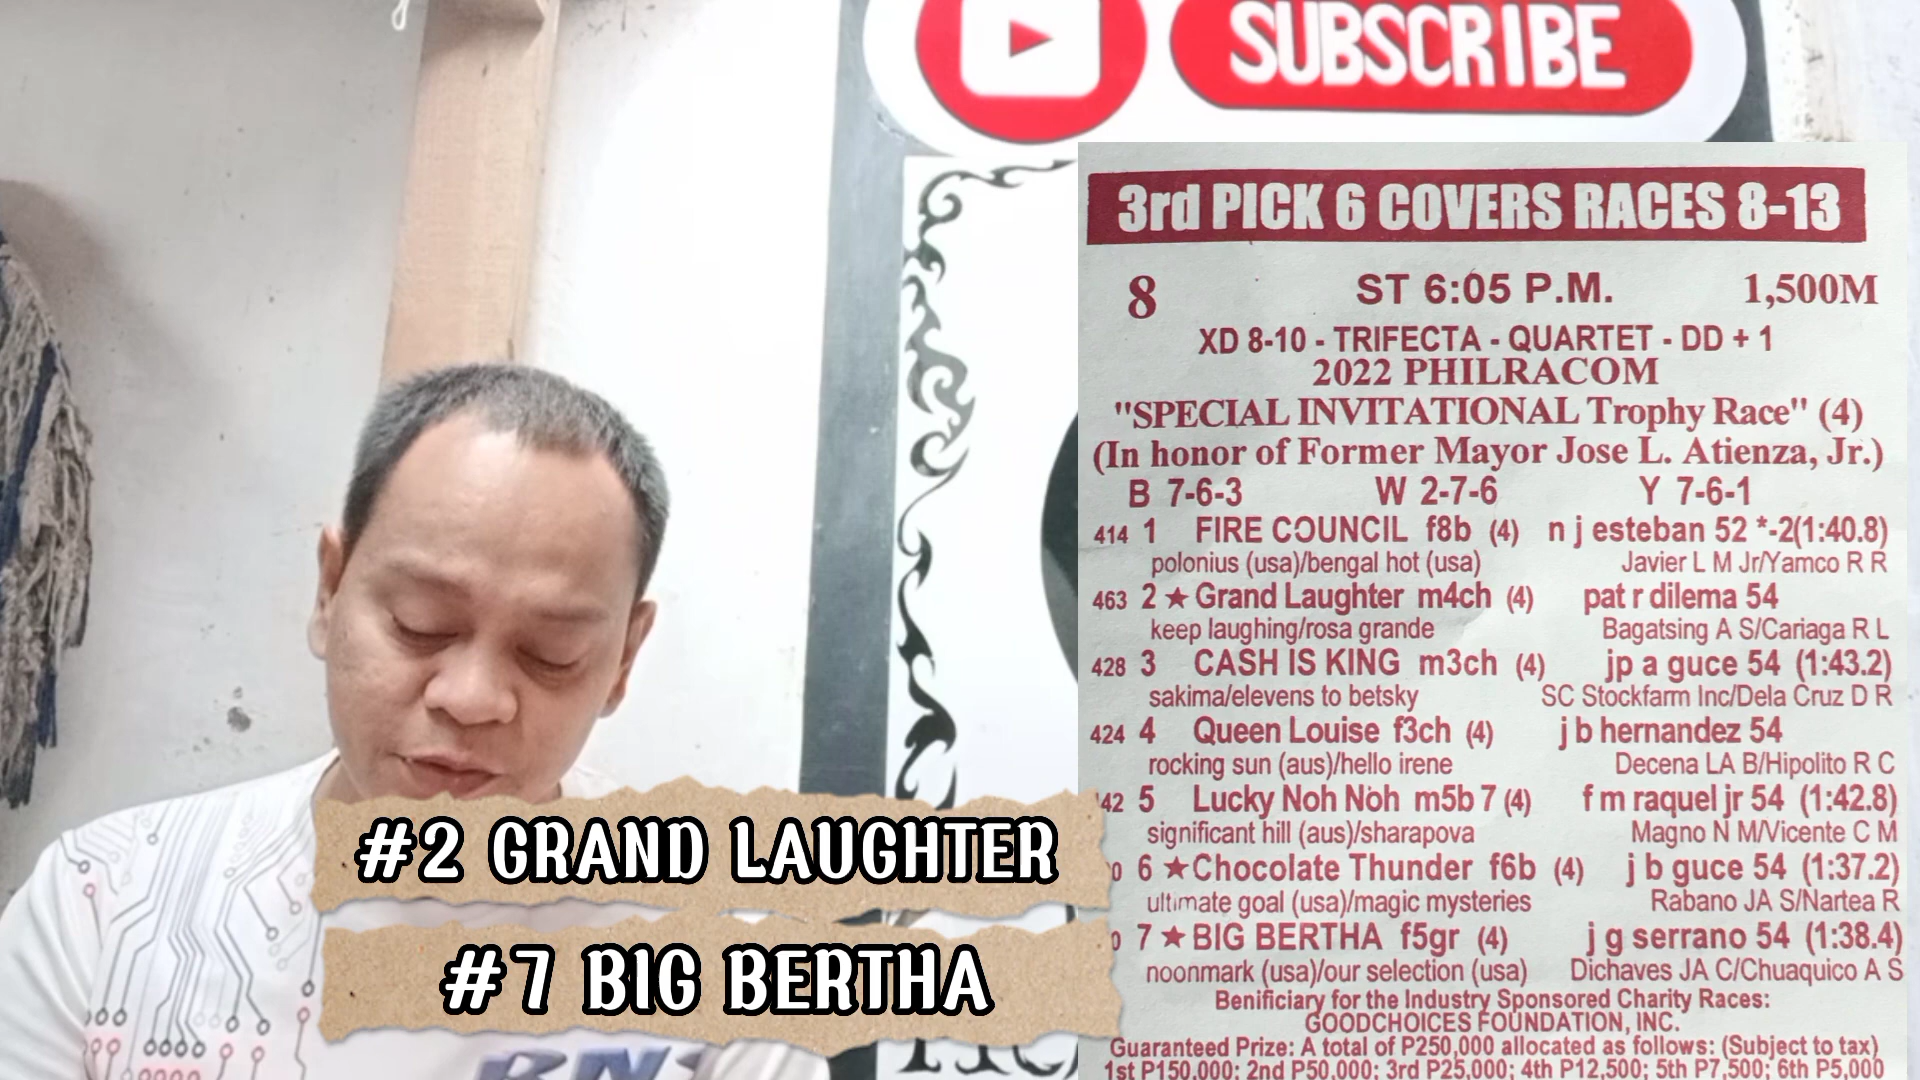 SUBSCRIBE
3rd PICK 6 COVERS RACES 8-13
8 ST 6:05 P.M. 1,500M
XD 8-10 - TRIFECTA - QUARTET - DD + 1
2022 PHILRACOM
"SPECIAL INVITATIONAL Trophy Race" (4)
(In honor of Former Mayor Jose L. Atienza, Jr.)
B 7-6-3 W 2-7-6 Y 7-6-1
414 1 FIRE COUNCIL f8b (4) n j esteban 52 *-2(1:40.8)
polonius (usa)/bengal hot (usa) Javier L M Jr/Yamco R R
463 2 ★ Grand Laughter m4ch (4) pat r dilema 54
keep laughing/rosa grande Bagatsing A S/Cariaga R L
428 3 CASH IS KING m3ch (4) jp a guce 54 (1:43.2)
sakima/elevens to betsky SC Stockfarm Inc/Dela Cruz D R
424 4 Queen Louise f3ch (4) j b hernandez 54
rocking sun (aus)/hello irene Decena LA B/Hipolito R C
42 5 Lucky Noh Noh m5b 7 (4) f m raquel jr 54 (1:42.8)
significant hill (aus)/sharapova Magno N M/Vicente C M
0 6 ★ Chocolate Thunder f6b (4) j b guce 54 (1:37.2)
ultimate goal (usa)/magic mysteries Rabano JA S/Nartea R
0 7 ★ BIG BERTHA f5gr (4) j g serrano 54 (1:38.4)
noonmark (usa)/our selection (usa) Dichaves JA C/Chuaquico A S
Benificiary for the Industry Sponsored Charity Races:
GOODCHOICES FOUNDATION, INC.
Guaranteed Prize: A total of P250,000 allocated as follows: (Subject to tax)
1st P150,000; 2nd P50,000; 3rd P25,000; 4th P12,500; 5th P7,500; 6th P5,000
#2 GRAND LAUGHTER
#7 BIG BERTHA